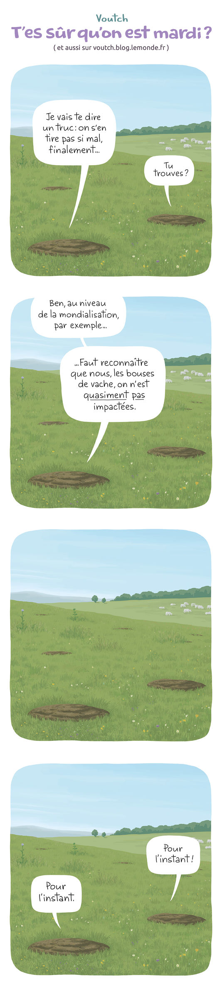 Voutch
T'es sûr qu'on est mardi ?
( et aussi sur voutch.blog.lemonde.fr )
Je vais te dire
un truc : on s'en
tire pas si mal,
finalement...
Tu
trouves ?
Ben, au niveau
de la mondialisation,
par exemple...
...Faut reconnaître
que nous, les bouses
de vache, on n'est
quasiment pas
impactées.
Pour
l'instant !
Pour
l'instant.